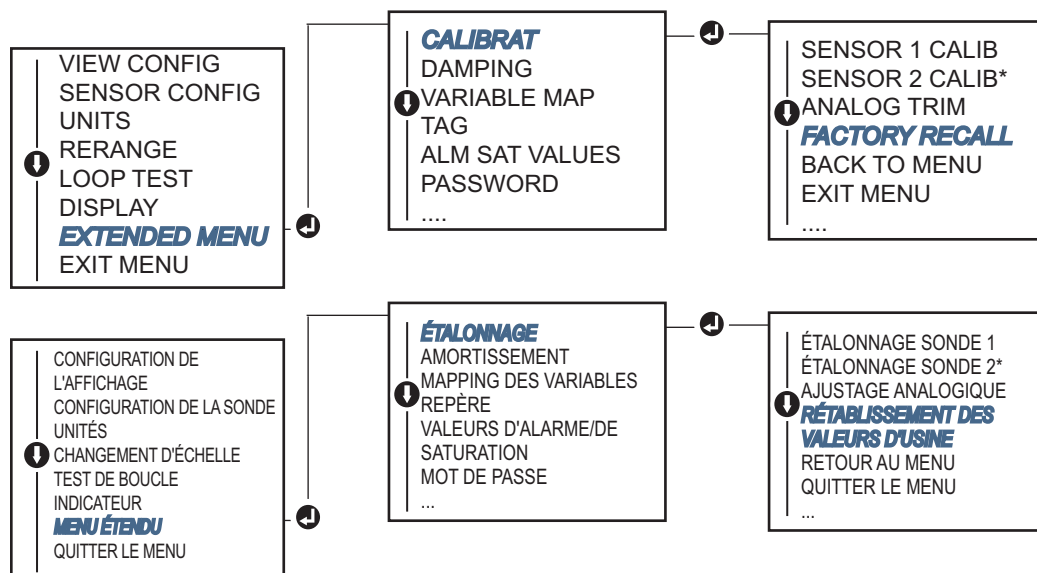 VIEW CONFIG
SENSOR CONFIG
UNITS
RERANGE
LOOP TEST
DISPLAY
EXTENDED MENU
EXIT MENU
CALIBRAT
DAMPING
VARIABLE MAP
TAG
ALM SAT VALUES
PASSWORD
....
SENSOR 1 CALIB
SENSOR 2 CALIB*
ANALOG TRIM
FACTORY RECALL
BACK TO MENU
EXIT MENU
....
CONFIGURATION DE
L'AFFICHAGE
CONFIGURATION DE LA SONDE
UNITÉS
CHANGEMENT D'ÉCHELLE
TEST DE BOUCLE
INDICATEUR
MENU ÉTENDU
QUITTER LE MENU
ÉTALONNAGE
AMORTISSEMENT
MAPPING DES VARIABLES
REPÈRE
VALEURS D'ALARME/DE
SATURATION
MOT DE PASSE
...
ÉTALONNAGE SONDE 1
ÉTALONNAGE SONDE 2*
AJUSTAGE ANALOGIQUE
RÉTABLISSEMENT DES
VALEURS D'USINE
RETOUR AU MENU
QUITTER LE MENU
...